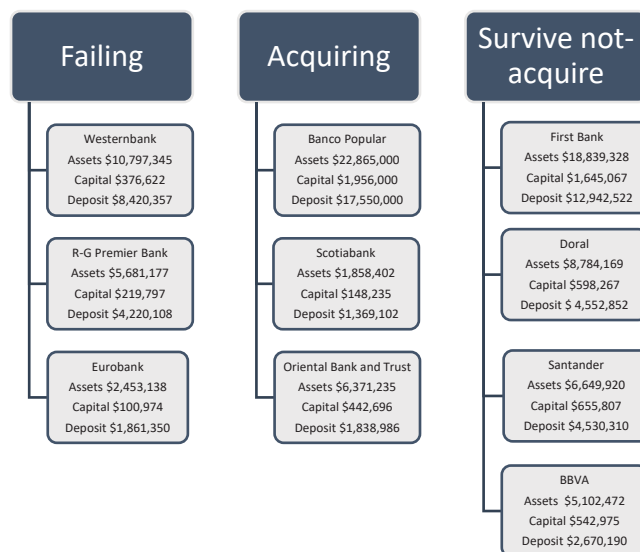 Failing
Westernbank
Assets $10,797,345
Capital $376,622
Deposit $8,420,357
R-G Premier Bank
Assets $5,681,177
Capital $219,797
Deposit $4,220,108
Eurobank
Assets $2,453,138
Capital $100,974
Deposit $1,861,350
Acquiring
Banco Popular
Assets $22,865,000
Capital $1,956,000
Deposit $17,550,000
Scotiabank
Assets $1,858,402
Capital $148,235
Deposit $1,369,102
Oriental Bank and Trust
Assets $6,371,235
Capital $442,696
Deposit $1,838,986
Survive not-
acquire
First Bank
Assets $18,839,328
Capital $1,645,067
Deposit $12,942,522
Doral
Assets $8,784,169
Capital $598,267
Deposit $ 4,552,852
Santander
Assets $6,649,920
Capital $655,807
Deposit $4,530,310
BBVA
Assets $5,102,472
Capital $542,975
Deposit $2,670,190